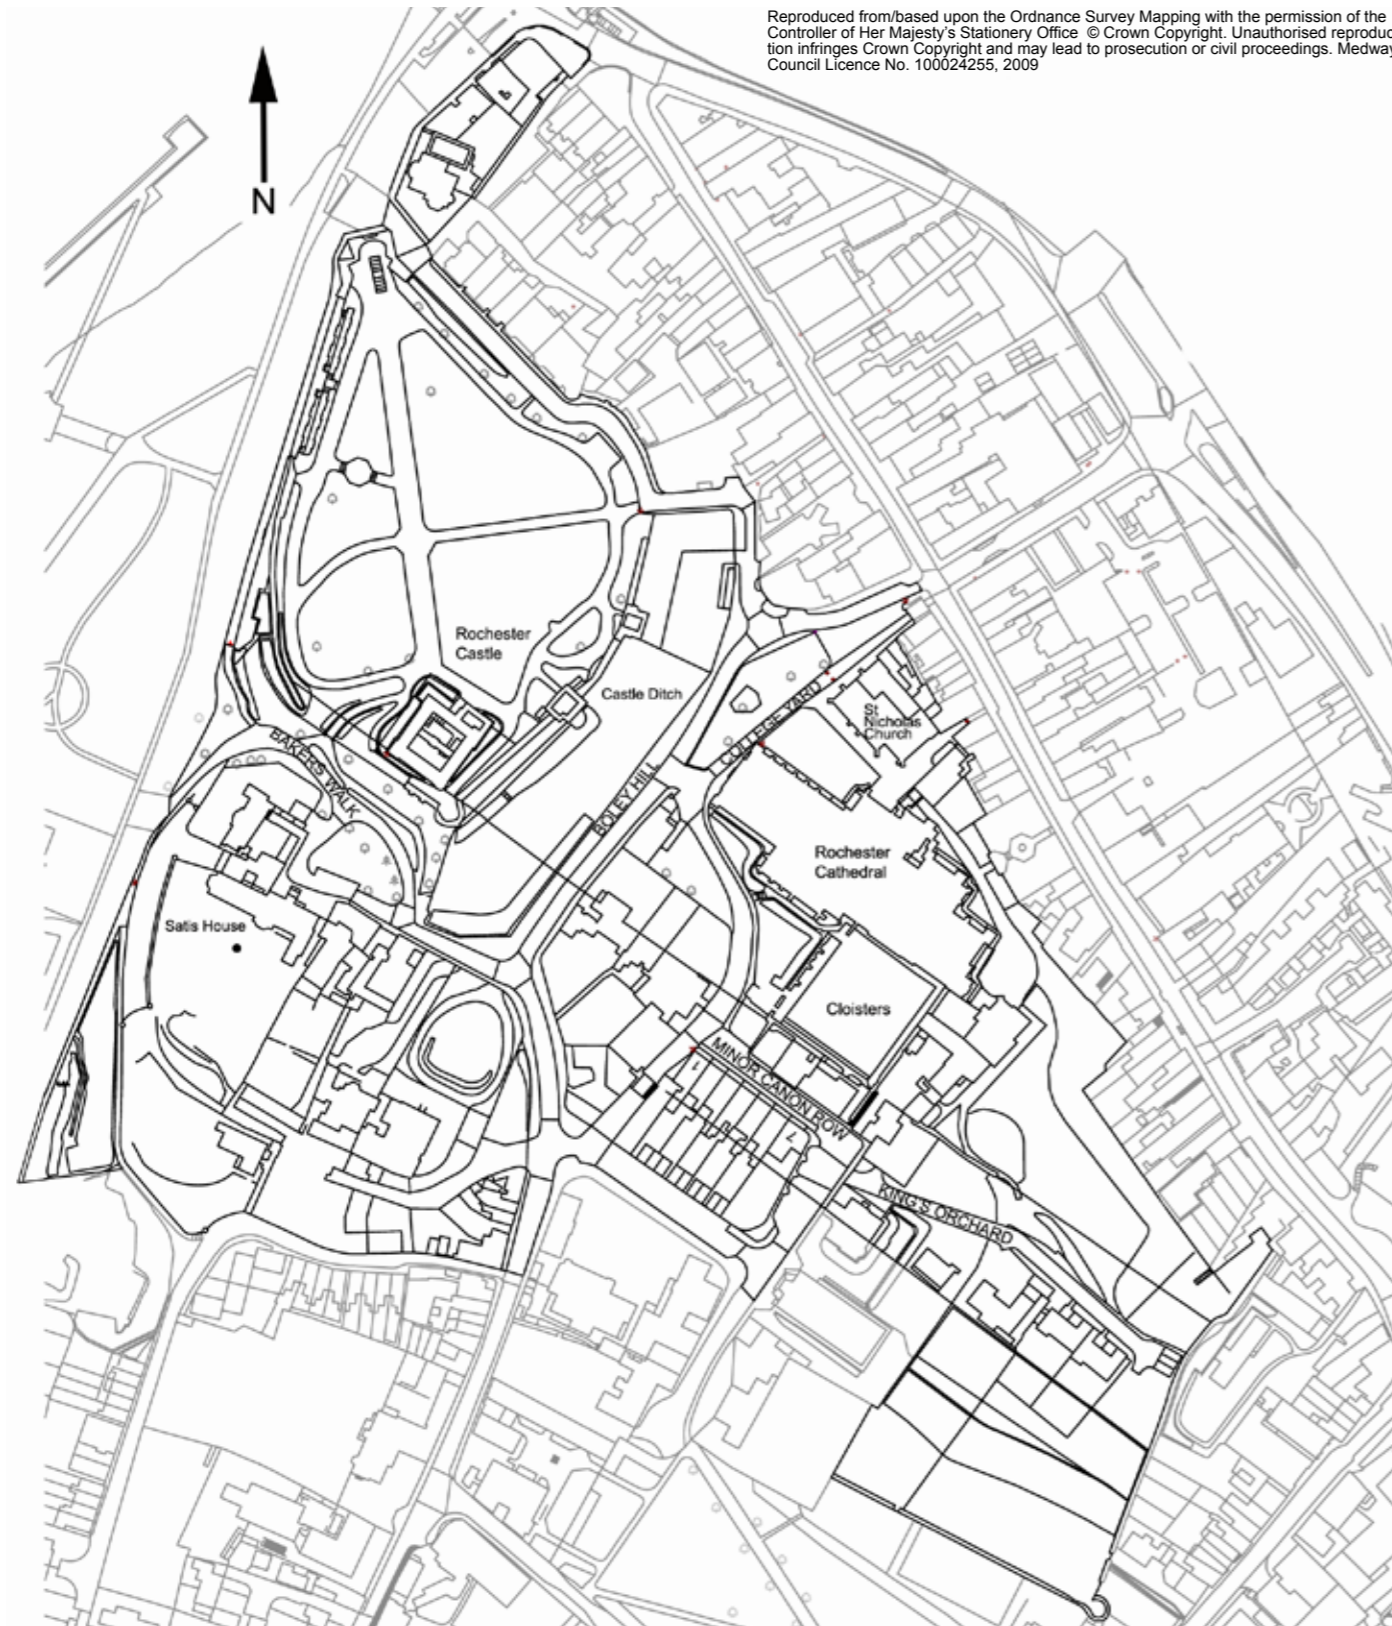 Reproduced from/based upon the Ordnance Survey Mapping with the permission of the
Controller of Her Majesty's Stationery Office © Crown Copyright. Unauthorised reproduc
tion infringes Crown Copyright and may lead to prosecution or civil proceedings. Medway
Council Licence No. 100024255, 2009
N
Rochester
Castle
Castle Ditch
COLLEGE YARD
St
Nicholas
Church
BAKERS WALK
BOLEY HILL
Rochester
Cathedral
Satis House
Cloisters
MINOR CANON ROW
1
7
KING'S ORCHARD